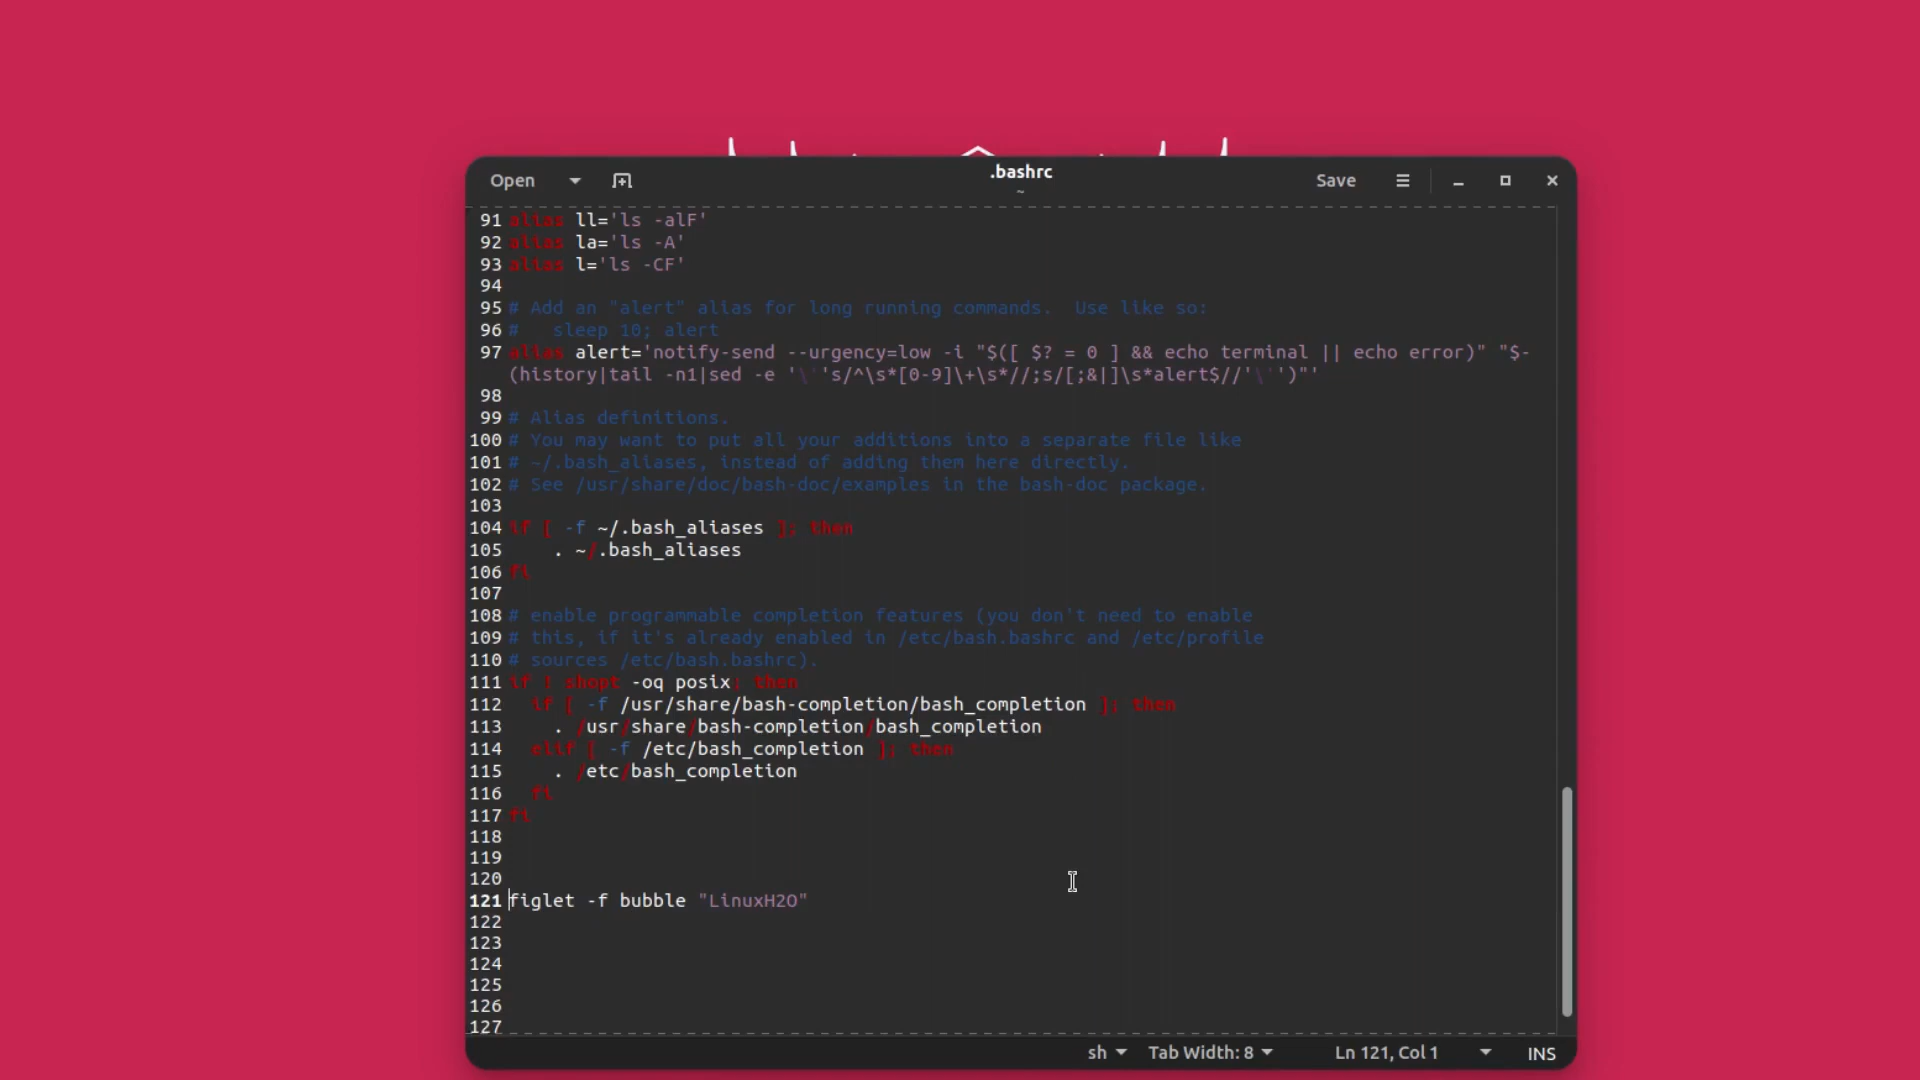 Open
.bashrc
~
Save
91 alias ll='ls -alF'
92 alias la='ls -A'
93 alias l='ls -CF'
94
95 # Add an "alert" alias for long running commands.  Use like so:
96 #   sleep 10; alert
97 alias alert='notify-send --urgency=low -i "$([ $? = 0 ] && echo terminal || echo error)" "$-
(history|tail -n1|sed -e '\''s/^\s*[0-9]\+\s*//;s/[;&|]\s*alert$//'\'')"'
98
99 # Alias definitions.
100 # You may want to put all your additions into a separate file like
101 # ~/.bash_aliases, instead of adding them here directly.
102 # See /usr/share/doc/bash-doc/examples in the bash-doc package.
103
104 if [ -f ~/.bash_aliases ]; then
105     . ~/.bash_aliases
106 fi
107
108 # enable programmable completion features (you don't need to enable
109 # this, if it's already enabled in /etc/bash.bashrc and /etc/profile
110 # sources /etc/bash.bashrc).
111 if ! shopt -oq posix; then
112   if [ -f /usr/share/bash-completion/bash_completion ]; then
113     . /usr/share/bash-completion/bash_completion
114   elif [ -f /etc/bash_completion ]; then
115     . /etc/bash_completion
116   fi
117 fi
118
119
120
121 figlet -f bubble "LinuxH2O"
122
123
124
125
126
127
sh Tab Width: 8 Ln 121, Col 1 INS